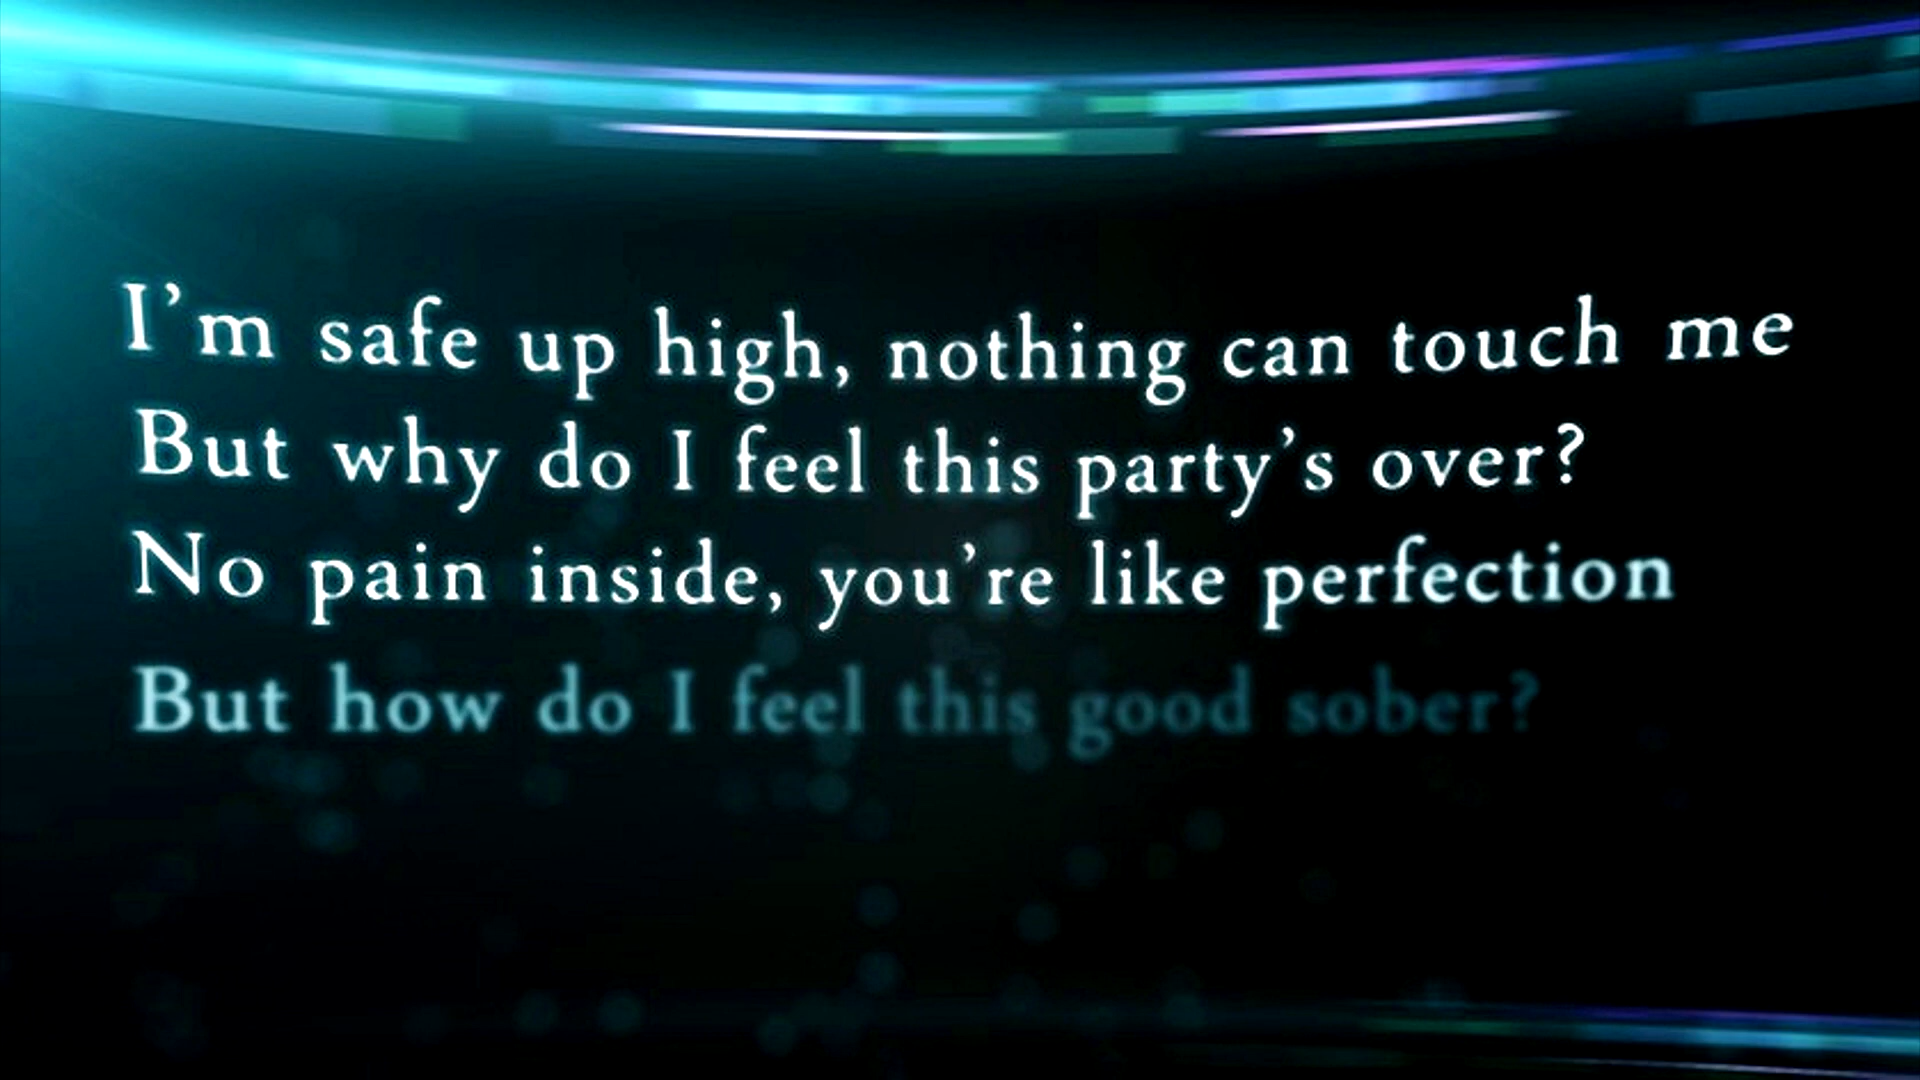 I’m safe up high, nothing can touch me
But why do I feel this party’s over?
No pain inside, you’re like perfection
But how do I feel this good sober?